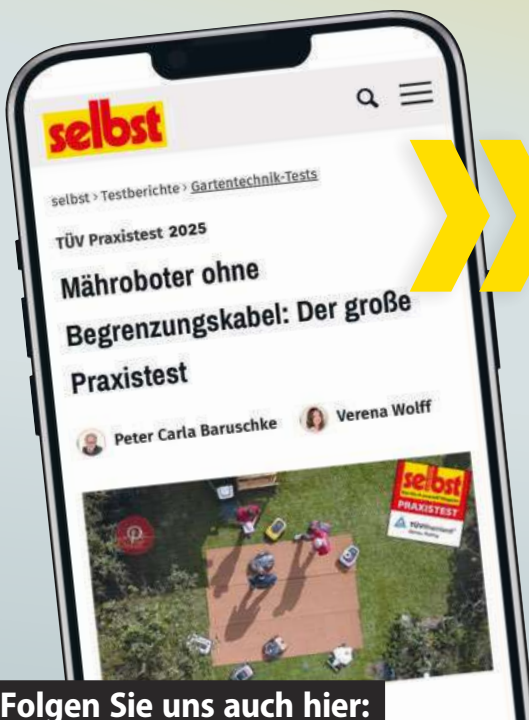 selbst
selbst > Testberichte > Gartentechnik-Tests
TÜV Praxistest 2025
Mähroboter ohne
Begrenzungskabel: Der große
Praxistest
Peter Carla Baruschke Verena Wolff
selbst
PRAXISTEST
TÜVRheinland
Folgen Sie uns auch hier: